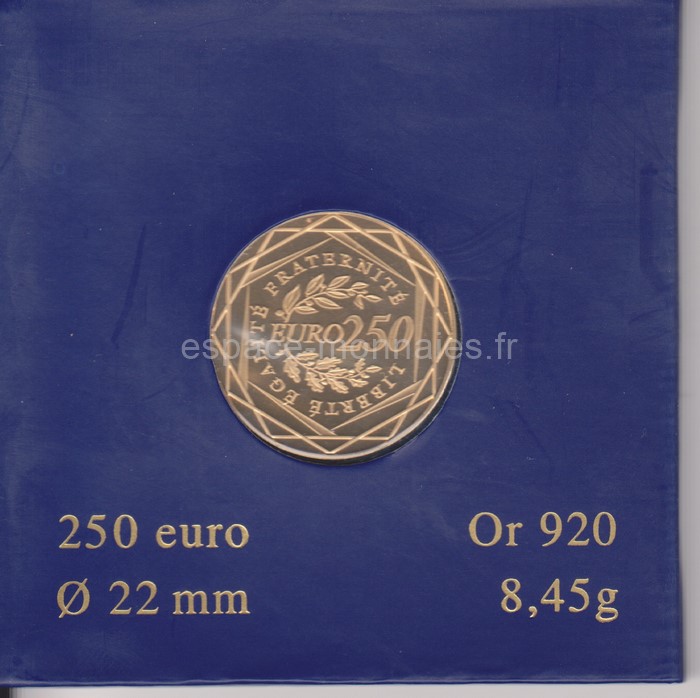 LIBERTÉ ÉGALITÉ FRATERNITÉ
EURO 250
espace-monnaies.fr
250 euro
Or 920
Ø 22 mm
8,45g